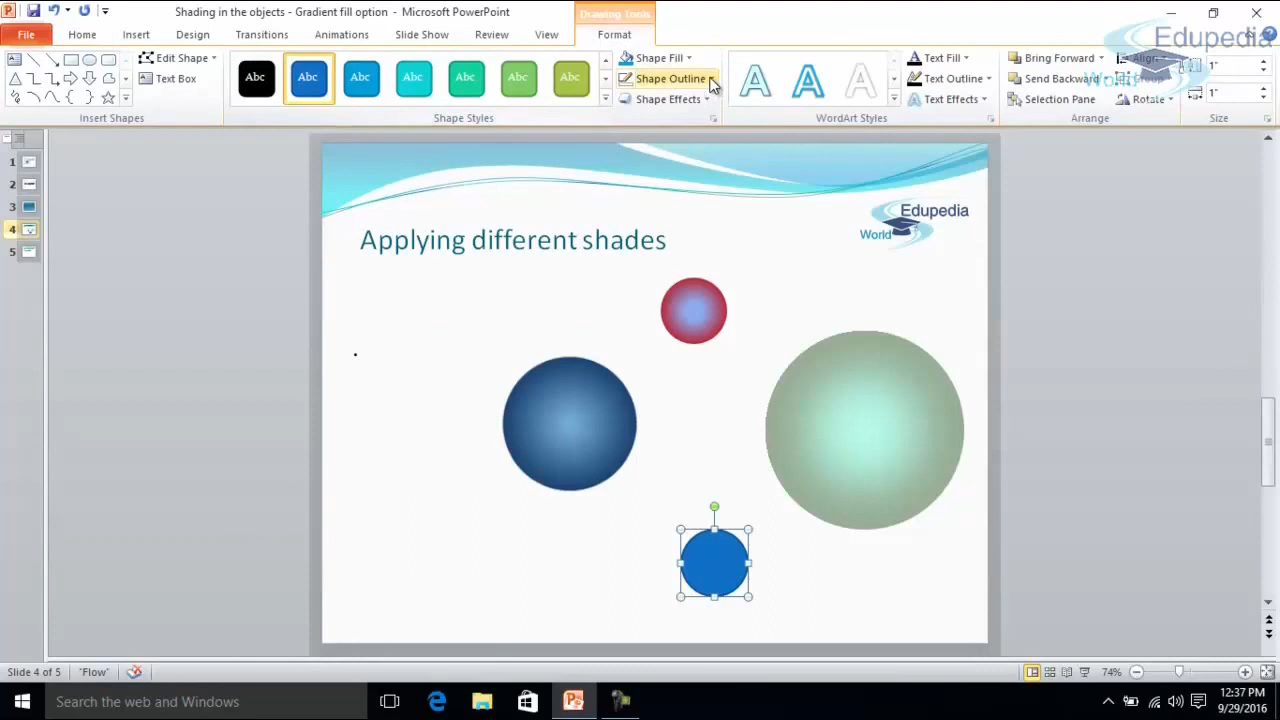 Shading in the objects - Gradient fill option - Microsoft PowerPoint
Drawing Tools
File Home Insert Design Transitions Animations Slide Show Review View Format
Edit Shape
Text Box
Insert Shapes
Abc Abc Abc Abc Abc Abc Abc
Shape Fill
Shape Outline
Shape Effects
Shape Styles
A A A
WordArt Styles
Text Fill
Text Outline
Text Effects
Bring Forward
Send Backward
Selection Pane
Align
Group
Rotate
Arrange
1"
1"
Size
Edupedia
World
1
2
3
4
5
Edupedia
World
Applying different shades
.
Slide 4 of 5 "Flow" 74%
Search the web and Windows
12:37 PM
9/29/2016